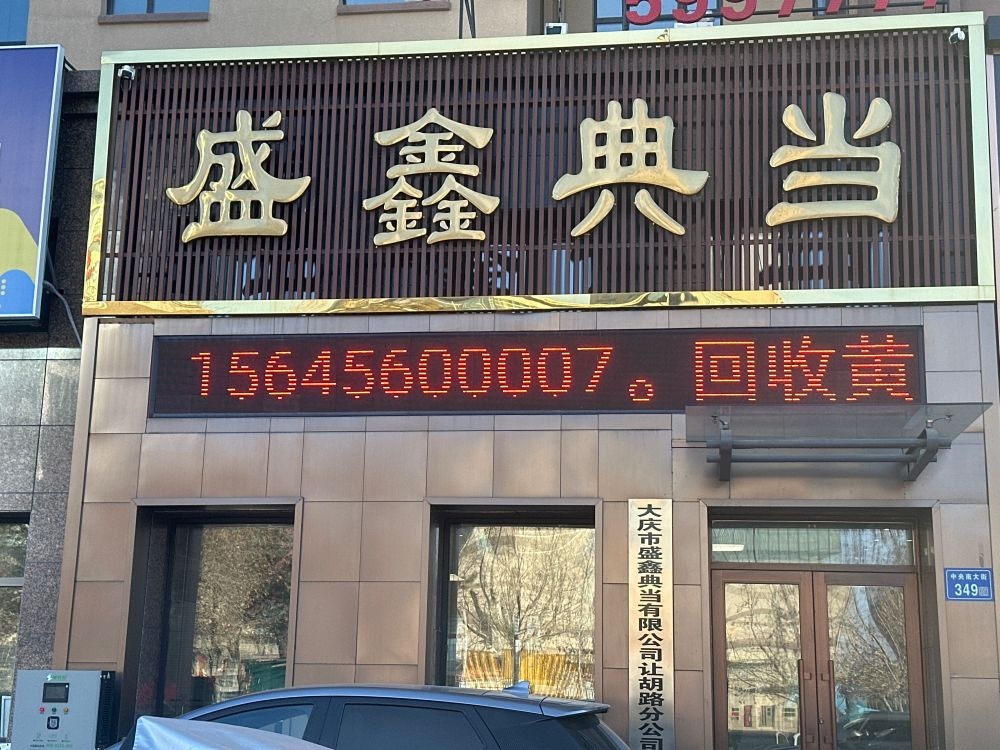 盛鑫典当
15645600007。回收黄
大庆市盛鑫典当有限公司让胡路分公司
中央南大街
349